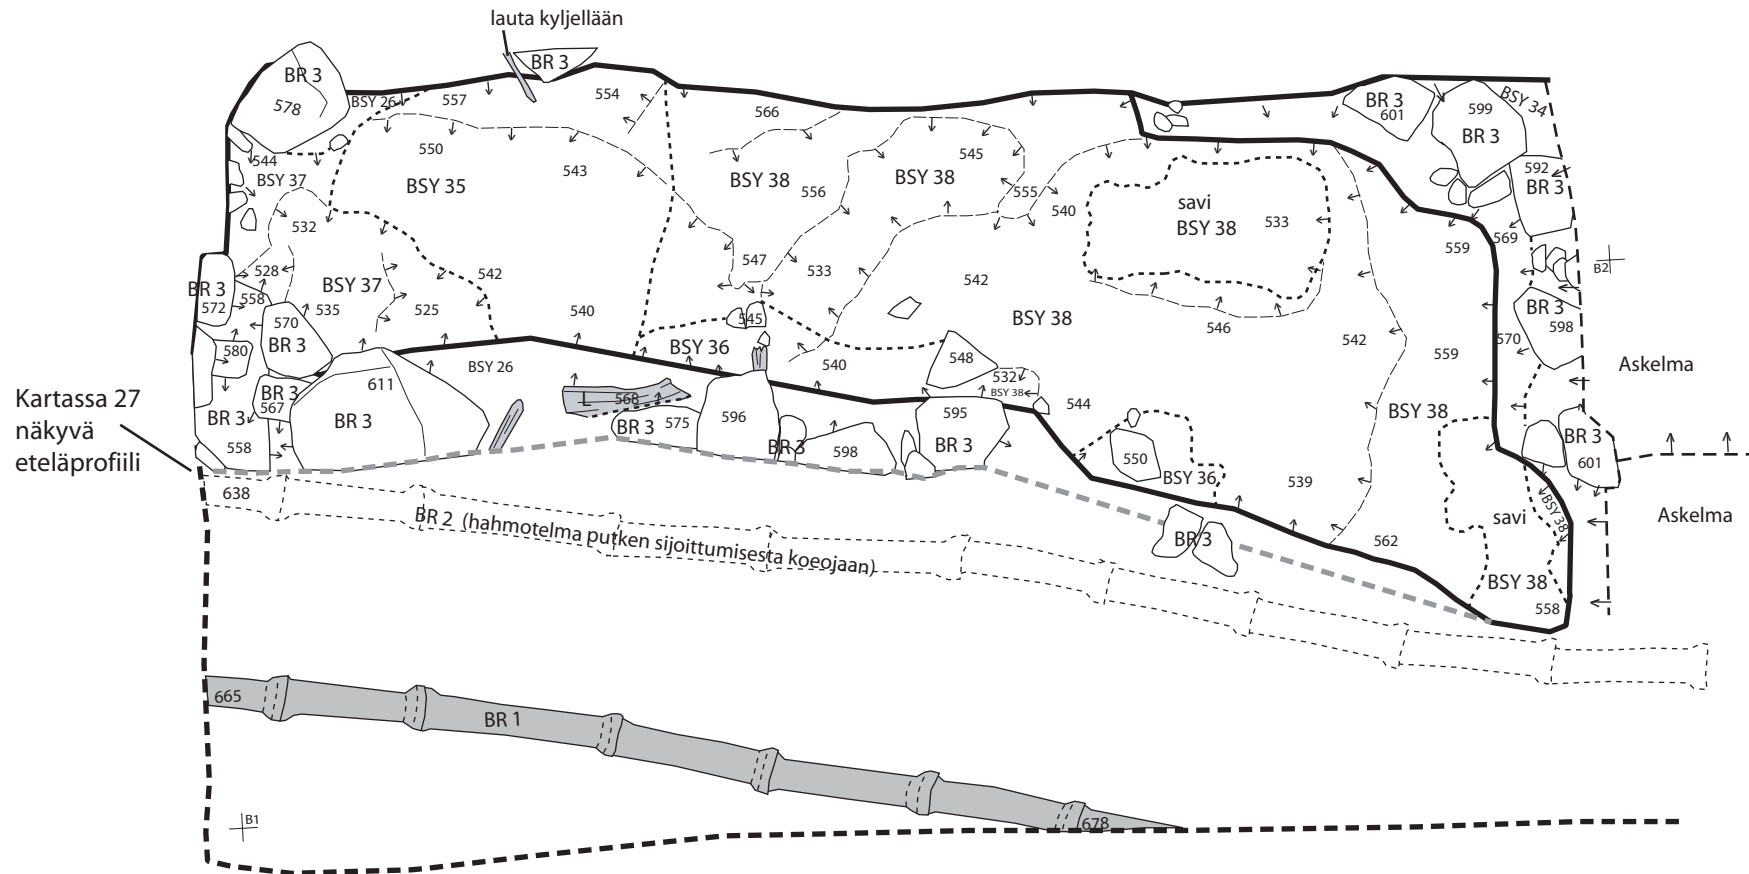 lauta kyljellään
BR 3
578
BSY 26
557
BR 3
554
566
BR 3
601
599
BR 3
BSY 34
544
BSY 37
550
BSY 35
543
BSY 38
556
545
BSY 38
555
540
savi
BSY 38
533
592
BR 3
532
528
558
BR 3
572
BSY 37
535
525
542
540
547
533
542
BSY 38
546
542
559
569
B2
570
BR 3
580
545
BSY 36
540
548
532
BSY 38
544
559
570
BR 3
598
Askelma
Kartassa 27
näkyvä
eteläprofiili
BR 3
567
BR 3
558
611
BR 3
BSY 26
L
568
BR 3
575
596
BR 3
598
595
BR 3
550
BSY 36
539
BSY 38
562
savi
BSY 38
BSY 38
558
BR 3
601
Askelma
638
BR 2 (hahmotelma putken sijoittumisesta koeojaan)
BR 3
665
BR 1
678
B1